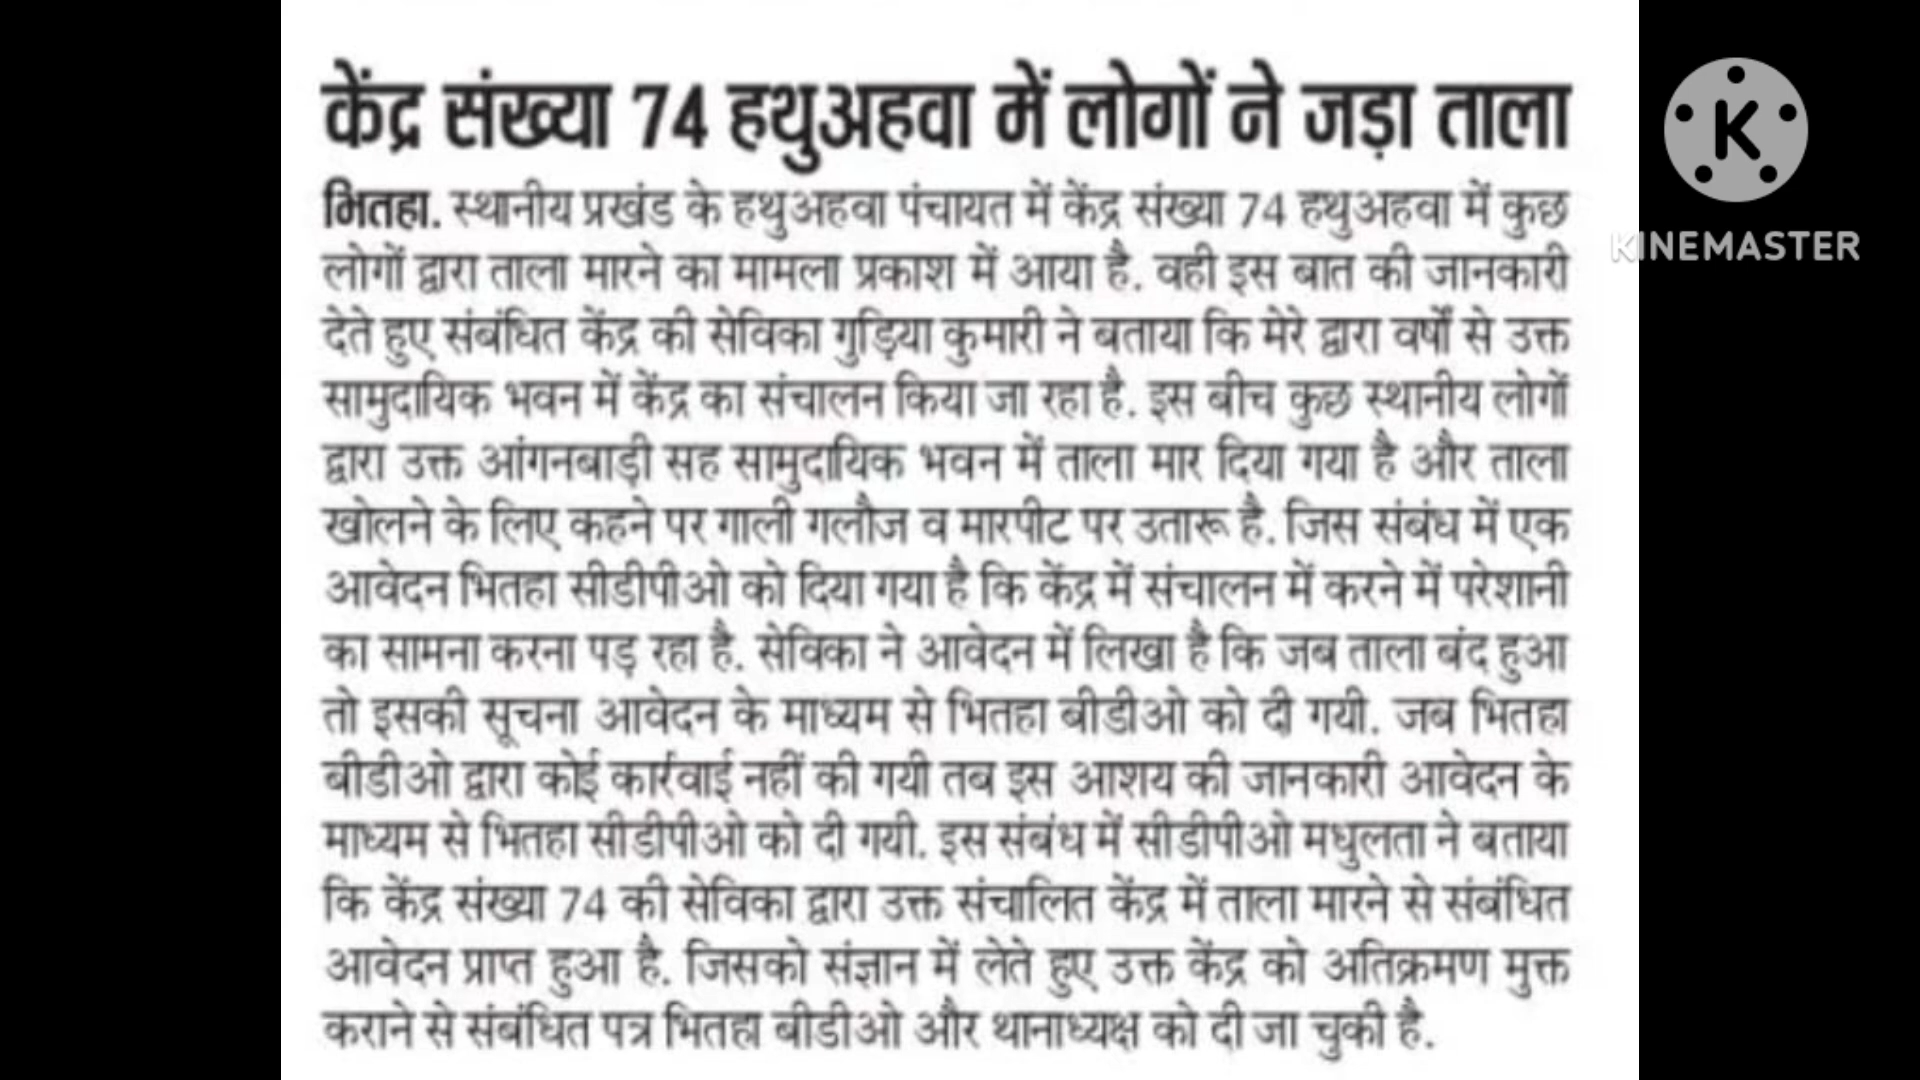 केंद्र संख्या 74 हथुअहवा में लोगों ने जड़ा ताला
भितहा. स्थानीय प्रखंड के हथुअहवा पंचायत में केंद्र संख्या 74 हथुअहवा में कुछ
लोगों द्वारा ताला मारने का मामला प्रकाश में आया है. वही इस बात की जानकारी
देते हुए संबंधित केंद्र की सेविका गुड़िया कुमारी ने बताया कि मेरे द्वारा वर्षों से उक्त
सामुदायिक भवन में केंद्र का संचालन किया जा रहा है. इस बीच कुछ स्थानीय लोगों
द्वारा उक्त आंगनबाड़ी सह सामुदायिक भवन में ताला मार दिया गया है और ताला
खोलने के लिए कहने पर गाली गलौज व मारपीट पर उतारू है. जिस संबंध में एक
आवेदन भितहा सीडीपीओ को दिया गया है कि केंद्र में संचालन में करने में परेशानी
का सामना करना पड़ रहा है. सेविका ने आवेदन में लिखा है कि जब ताला बंद हुआ
तो इसकी सूचना आवेदन के माध्यम से भितहा बीडीओ को दी गयी. जब भितहा
बीडीओ द्वारा कोई कार्रवाई नहीं की गयी तब इस आशय की जानकारी आवेदन के
माध्यम से भितहा सीडीपीओ को दी गयी. इस संबंध में सीडीपीओ मधुलता ने बताया
कि केंद्र संख्या 74 की सेविका द्वारा उक्त संचालित केंद्र में ताला मारने से संबंधित
आवेदन प्राप्त हुआ है. जिसको संज्ञान में लेते हुए उक्त केंद्र को अतिक्रमण मुक्त
कराने से संबंधित पत्र भितहा बीडीओ और थानाध्यक्ष को दी जा चुकी है.
K
KINEMASTER